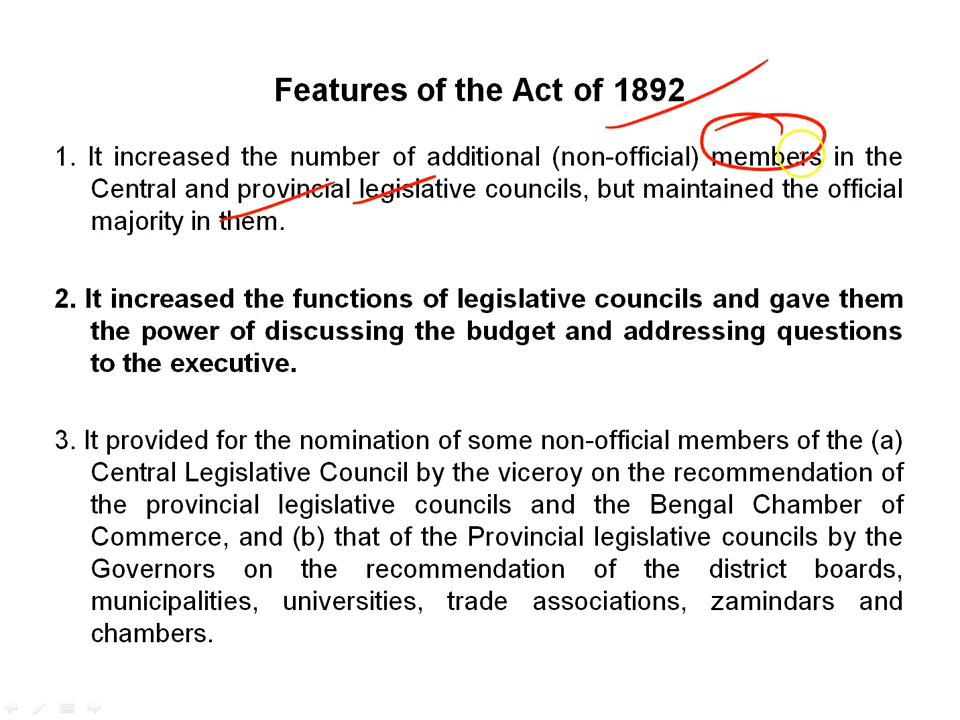 Features of the Act of 1892
1. It increased the number of additional (non-official) members in the
Central and provincial legislative councils, but maintained the official
majority in them.
2. It increased the functions of legislative councils and gave them
the power of discussing the budget and addressing questions
to the executive.
3. It provided for the nomination of some non-official members of the (a)
Central Legislative Council by the viceroy on the recommendation of
the provincial legislative councils and the Bengal Chamber of
Commerce, and (b) that of the Provincial legislative councils by the
Governors on the recommendation of the district boards,
municipalities, universities, trade associations, zamindars and
chambers.